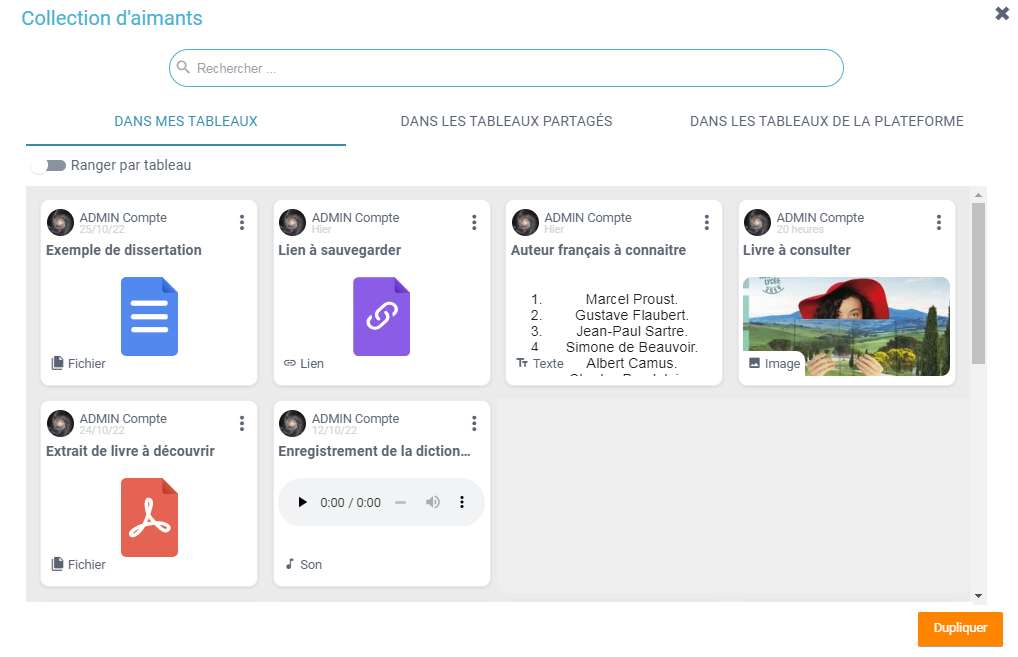 Collection d'aimants
Rechercher ...
DANS MES TABLEAUX
DANS LES TABLEAUX PARTAGÉS
DANS LES TABLEAUX DE LA PLATEFORME
Ranger par tableau
ADMIN Compte
25/10/22
Exemple de dissertation
Fichier
ADMIN Compte
Hier
Lien à sauvegarder
Lien
ADMIN Compte
Hier
Auteur français à connaitre
1. Marcel Proust.
2. Gustave Flaubert.
3. Jean-Paul Sartre.
4 Simone de Beauvoir.
Albert Camus.
Texte
ADMIN Compte
20 heures
Livre à consulter
LYCÉE
Image
ADMIN Compte
24/10/22
Extrait de livre à découvrir
Fichier
ADMIN Compte
12/10/22
Enregistrement de la diction...
0:00 / 0:00
Son
Dupliquer